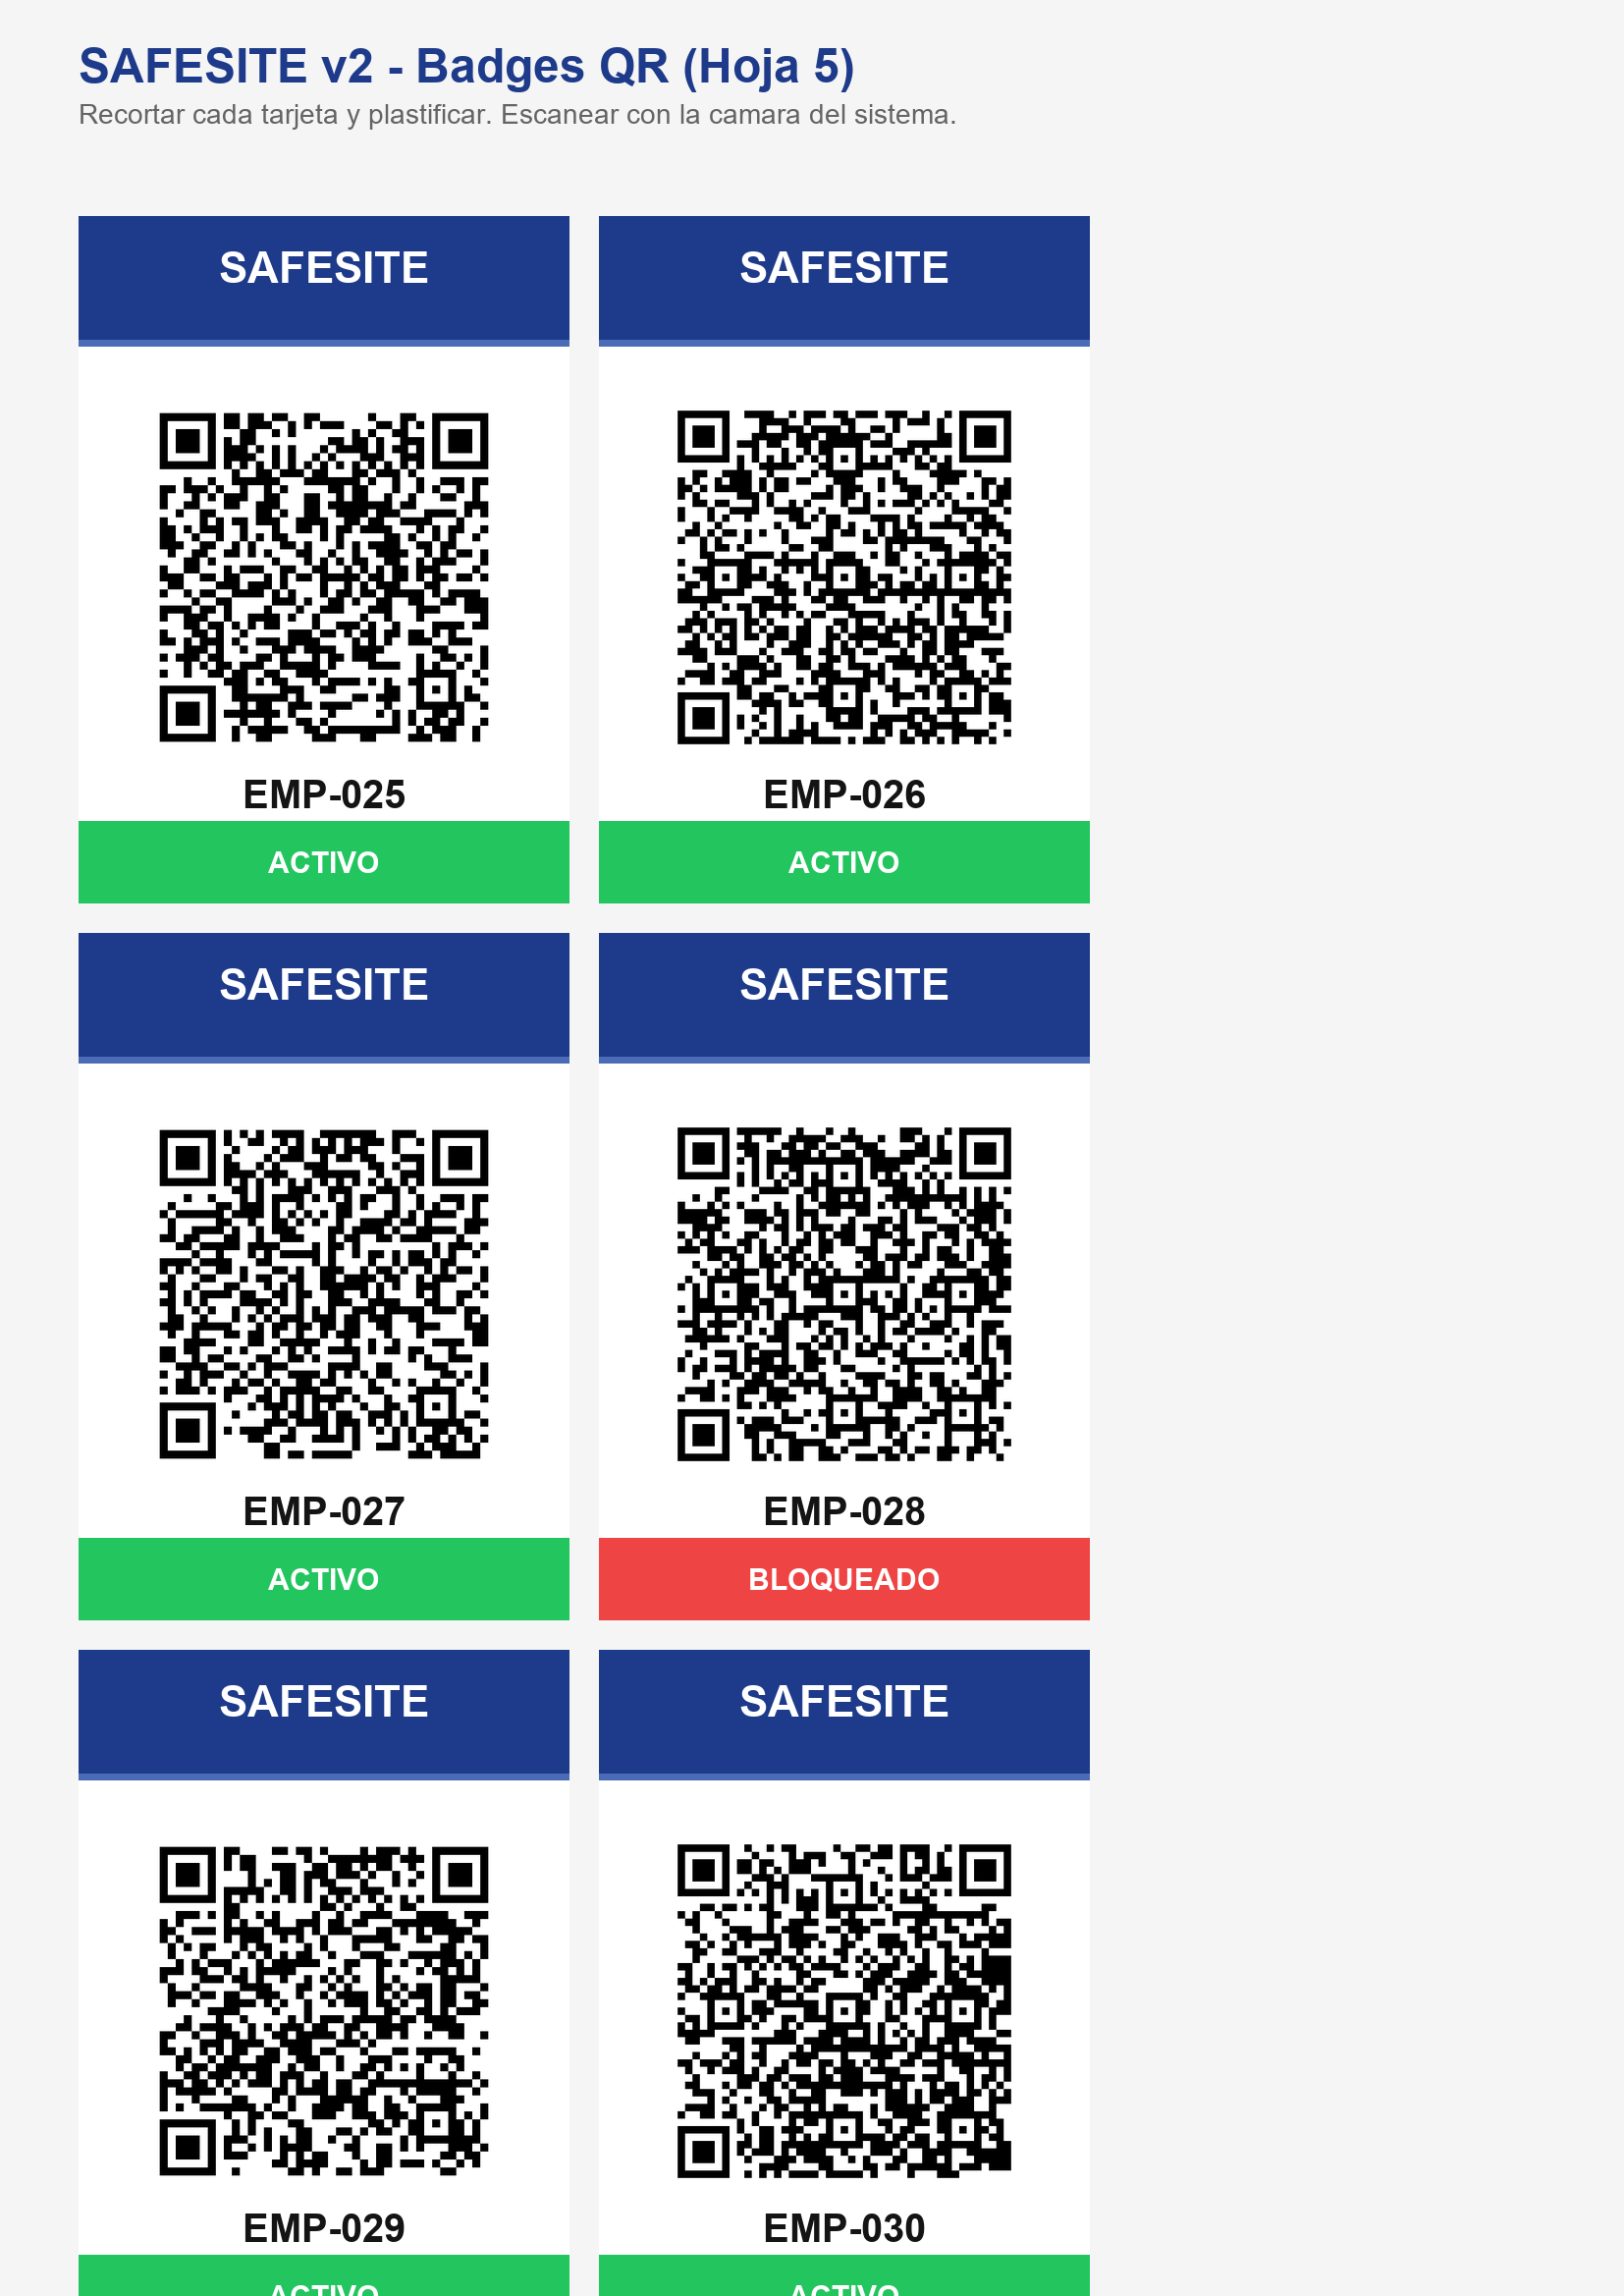 SAFESITE v2 - Badges QR (Hoja 5)
Recortar cada tarjeta y plastificar. Escanear con la camara del sistema.
SAFESITE
EMP-025
ACTIVO
SAFESITE
EMP-026
ACTIVO
SAFESITE
EMP-027
ACTIVO
SAFESITE
EMP-028
BLOQUEADO
SAFESITE
EMP-029
ACTIVO
SAFESITE
EMP-030
ACTIVO